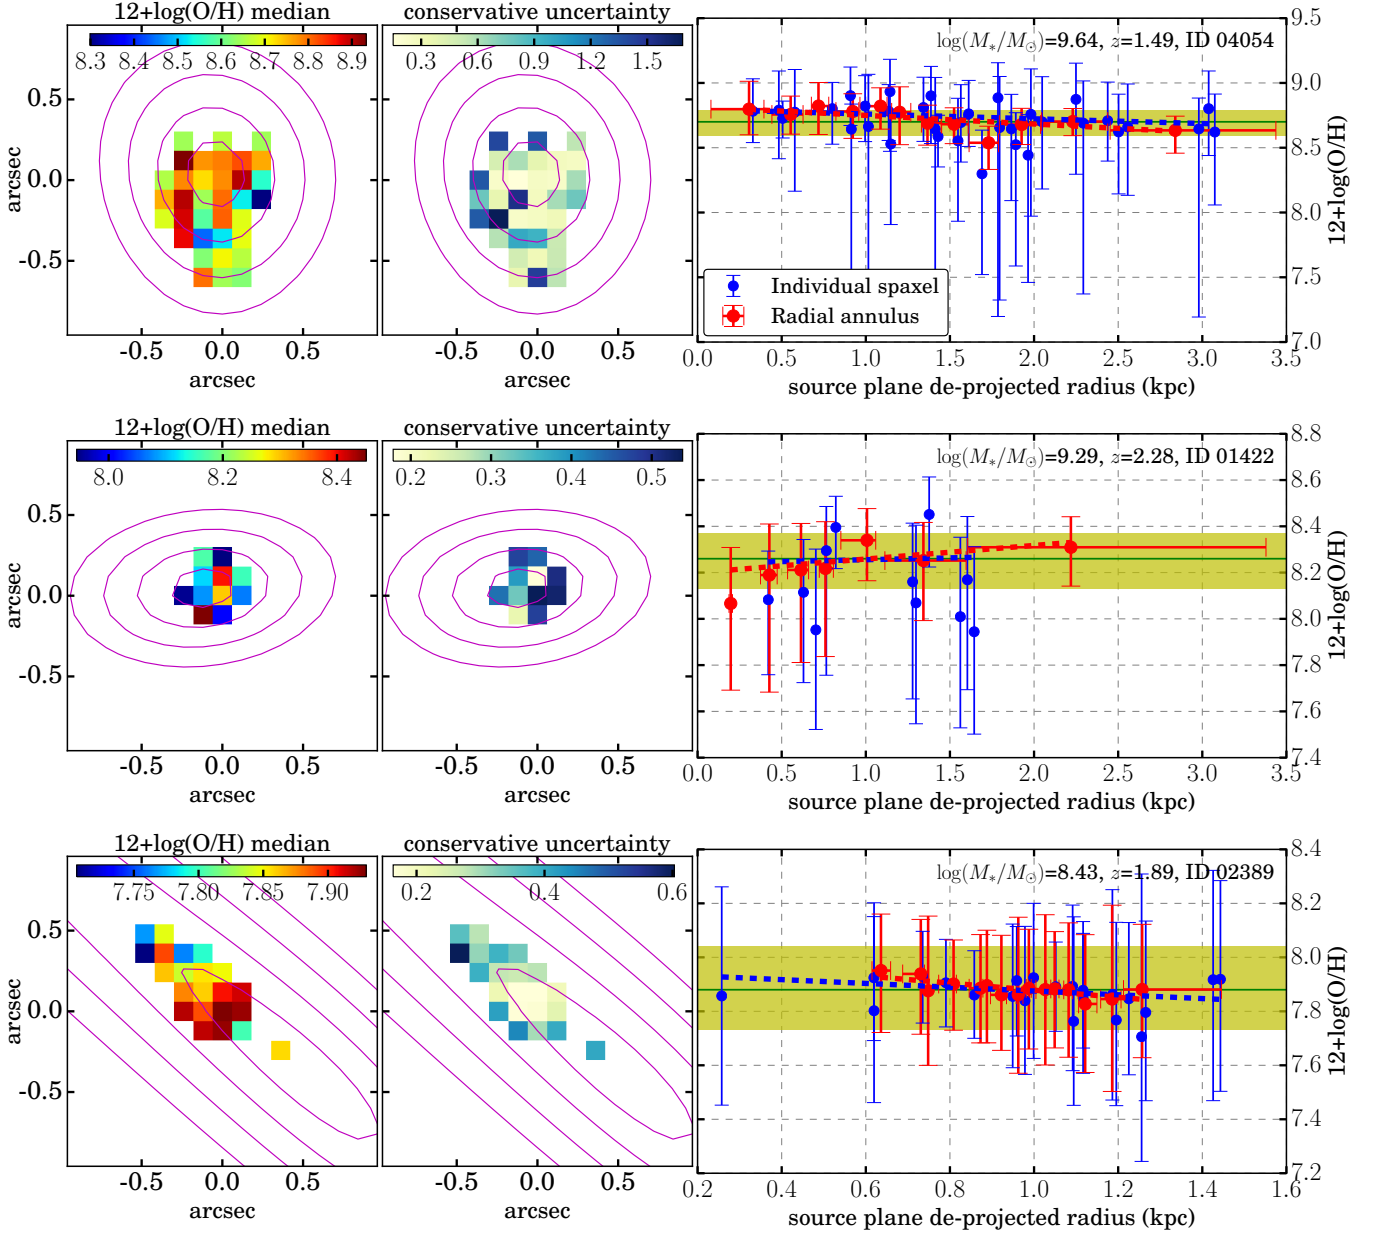 12+log(O/H) median
conservative uncertainty
8.3 8.4 8.5 8.6 8.7 8.8 8.9
0.3 0.6 0.9 1.2 1.5
log(M*/M☉)=9.64, z=1.49, ID 04054
9.5
9.0
8.5
8.0
7.5
7.0
12+log(O/H)
0.5
0.0
-0.5
arcsec
Individual spaxel
Radial annulus
-0.5 0.0 0.5
-0.5 0.0 0.5
0.0 0.5 1.0 1.5 2.0 2.5 3.0 3.5
arcsec
arcsec
source plane de-projected radius (kpc)
12+log(O/H) median
conservative uncertainty
8.0 8.2 8.4
0.2 0.3 0.4 0.5
log(M*/M☉)=9.29, z=2.28, ID 01422
8.8
8.6
8.4
8.2
8.0
7.8
7.6
7.4
12+log(O/H)
0.5
0.0
-0.5
arcsec
-0.5 0.0 0.5
-0.5 0.0 0.5
0.0 0.5 1.0 1.5 2.0 2.5 3.0 3.5
arcsec
arcsec
source plane de-projected radius (kpc)
12+log(O/H) median
conservative uncertainty
7.75 7.80 7.85 7.90
0.2 0.4 0.6
log(M*/M☉)=8.43, z=1.89, ID 02389
8.4
8.2
8.0
7.8
7.6
7.4
7.2
12+log(O/H)
0.5
0.0
-0.5
arcsec
-0.5 0.0 0.5
-0.5 0.0 0.5
0.2 0.4 0.6 0.8 1.0 1.2 1.4 1.6
arcsec
arcsec
source plane de-projected radius (kpc)